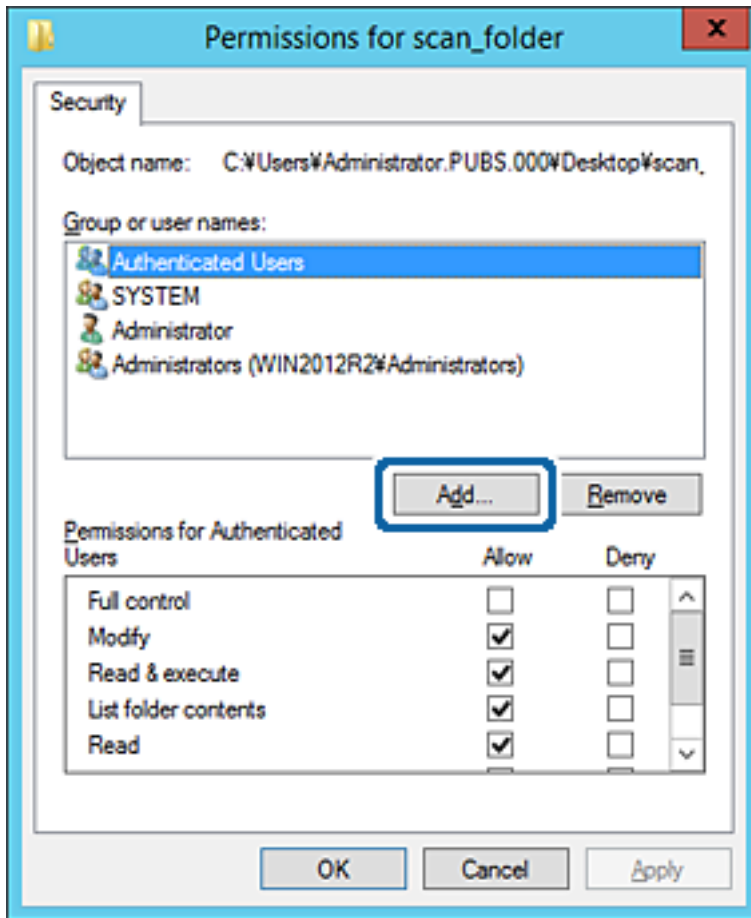 Permissions for scan_folder
x
Security
Object name: C:¥Users¥Administrator.PUBS.000¥Desktop¥scan_
Group or user names:
Authenticated Users
SYSTEM
Administrator
Administrators (WIN2012R2¥Administrators)
Add... Remove
Permissions for Authenticated
Users Allow Deny
Full control
Modify
Read & execute
List folder contents
Read
OK Cancel Apply